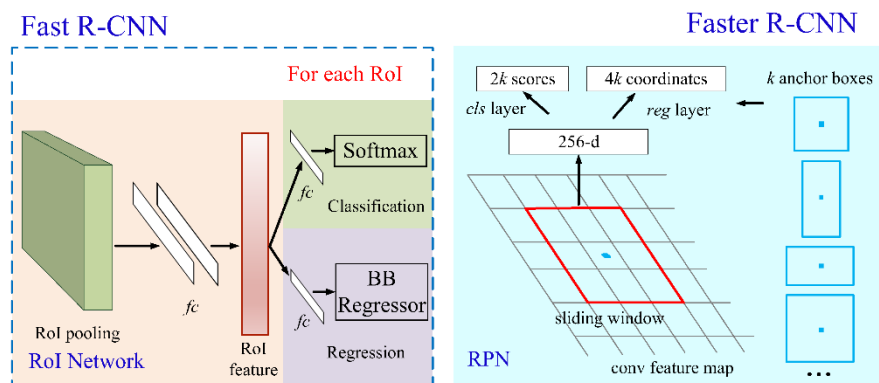 Fast R-CNN
For each RoI
Softmax
fc
Classification
fc
BB
Regressor
fc
RoI pooling
RoI Network
RoI
feature
Regression
Faster R-CNN
2k scores
4k coordinates
k anchor boxes
cls layer
reg layer
256-d
sliding window
RPN
conv feature map
...